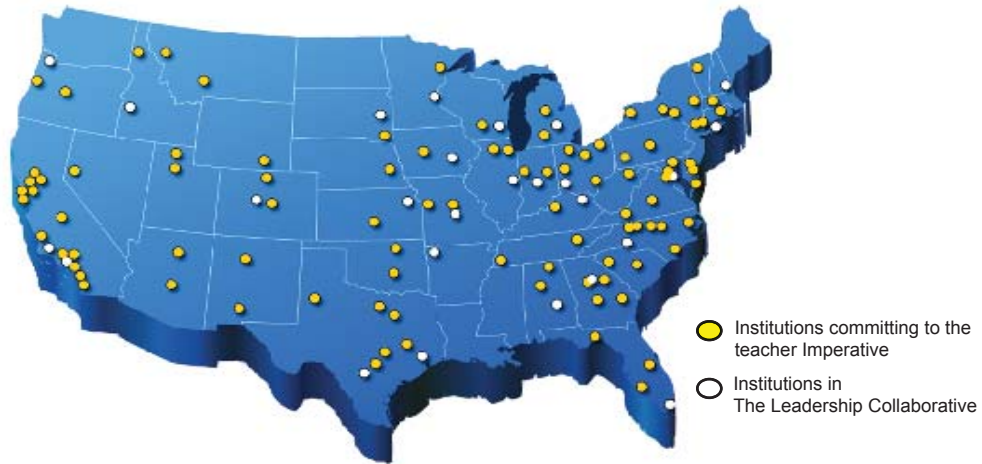 Institutions committing to the
teacher Imperative
Institutions in
The Leadership Collaborative